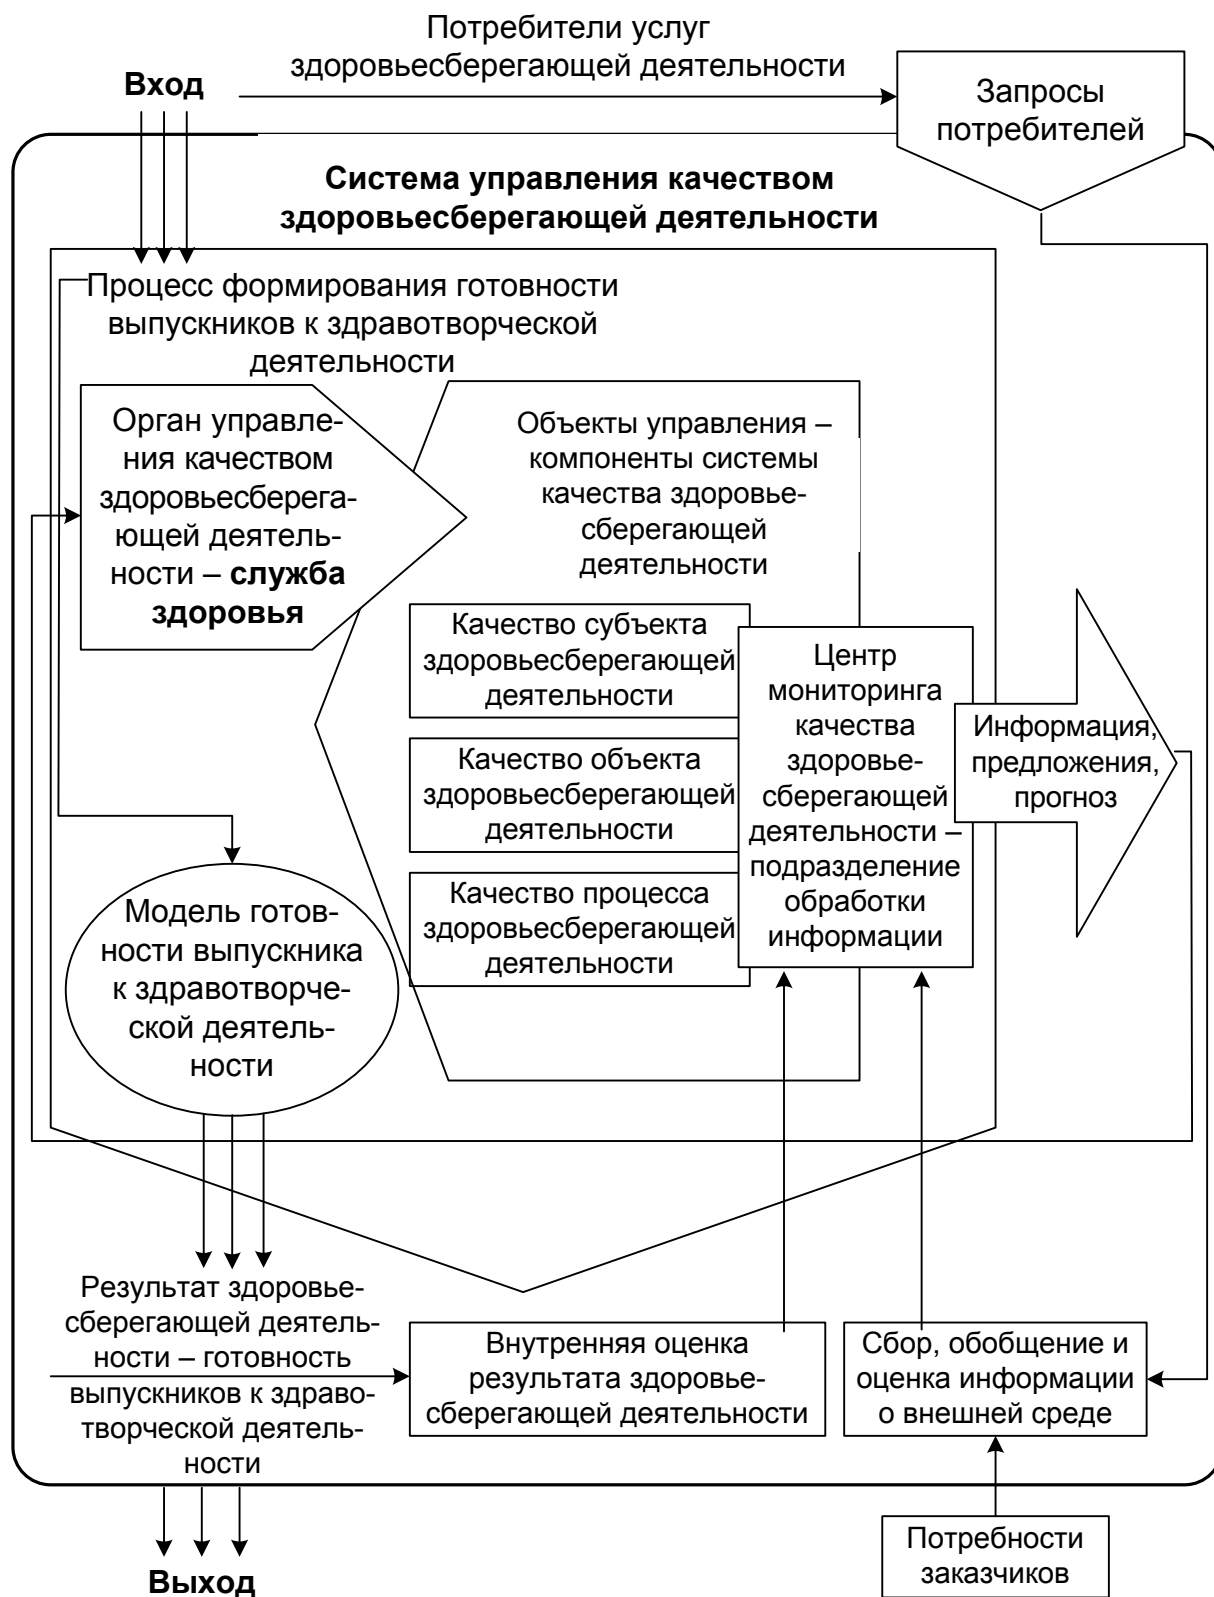 Потребители услуг
здоровьесберегающей деятельности
Вход
Запросы
потребителей
Система управления качеством
здоровьесберегающей деятельности
Процесс формирования готовности
выпускников к здравотворческой
деятельности
Орган управле-
ния качеством
здоровьесберега-
ющей деятель-
ности – служба
здоровья
Объекты управления –
компоненты системы
качества здоровье-
сберегающей
деятельности
Качество субъекта
здоровьесберегающей
деятельности
Качество объекта
здоровьесберегающей
деятельности
Качество процесса
здоровьесберегающей
деятельности
Центр
мониторинга
качества
здоровье-
сберегающей
деятельности –
подразделение
обработки
информации
Информация,
предложения,
прогноз
Модель готов-
ности выпускника
к здравотворче-
ской деятель-
ности
Результат здоровье-
сберегающей деятель-
ности – готовность
выпускников к здраво-
творческой деятель-
ности
Внутренняя оценка
результата здоровье-
сберегающей деятельности
Сбор, обобщение и
оценка информации
о внешней среде
Потребности
заказчиков
Выход